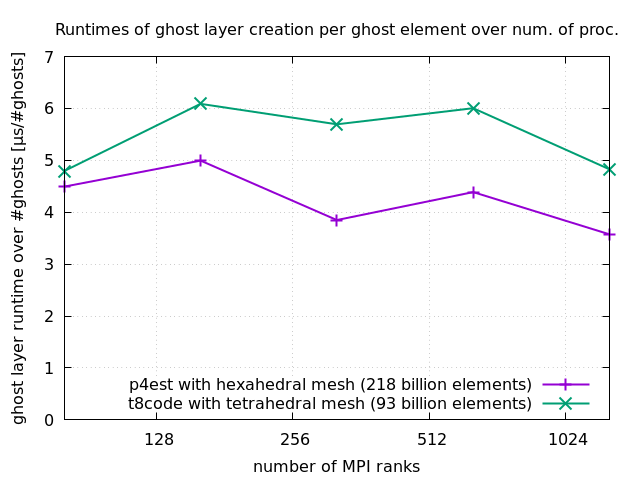 Runtimes of ghost layer creation per ghost element over num. of proc.
ghost layer runtime over #ghosts [µs/#ghosts]
7
6
5
4
3
2
1
0
p4est with hexahedral mesh (218 billion elements)
t8code with tetrahedral mesh (93 billion elements)
128 256 512 1024
number of MPI ranks